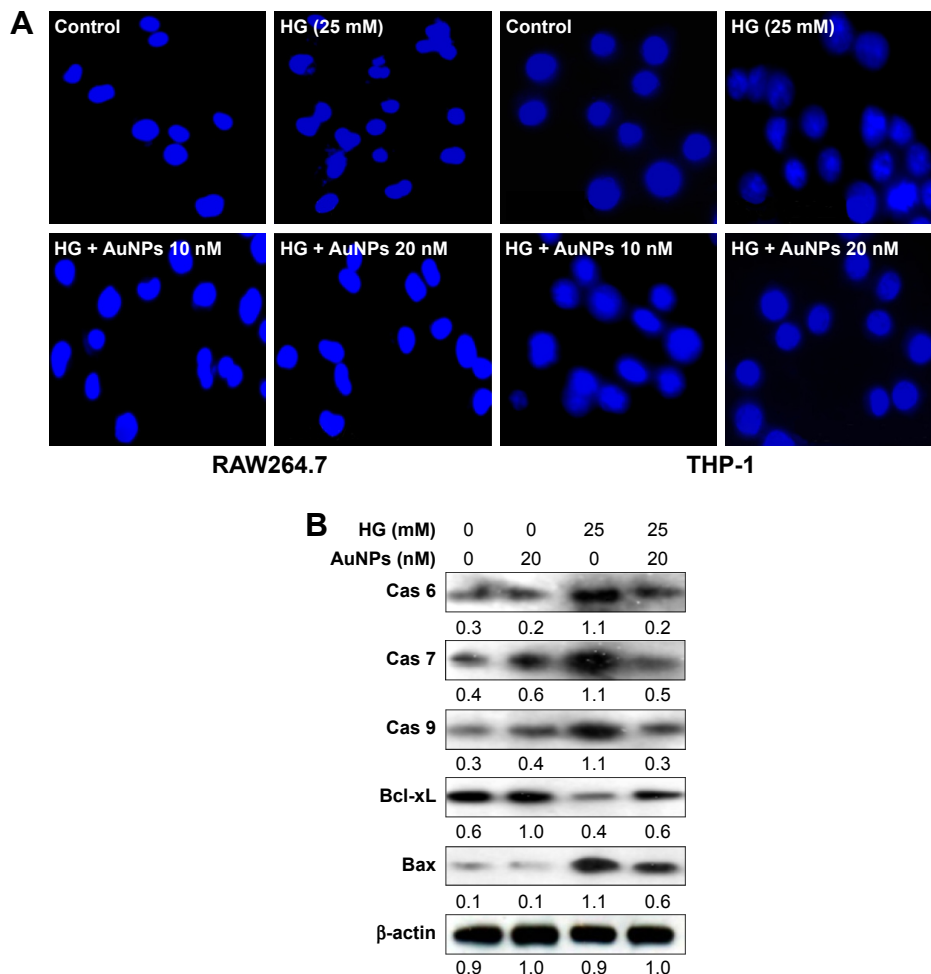 A
Control
HG (25 mM)
Control
HG (25 mM)
HG + AuNPs 10 nM
HG + AuNPs 20 nM
HG + AuNPs 10 nM
HG + AuNPs 20 nM
RAW264.7
THP-1
B
HG (mM) 0 0 25 25
AuNPs (nM) 0 20 0 20
Cas 6
0.3 0.2 1.1 0.2
Cas 7
0.4 0.6 1.1 0.5
Cas 9
0.3 0.4 1.1 0.3
Bcl-xL
0.6 1.0 0.4 0.6
Bax
0.1 0.1 1.1 0.6
β-actin
0.9 1.0 0.9 1.0